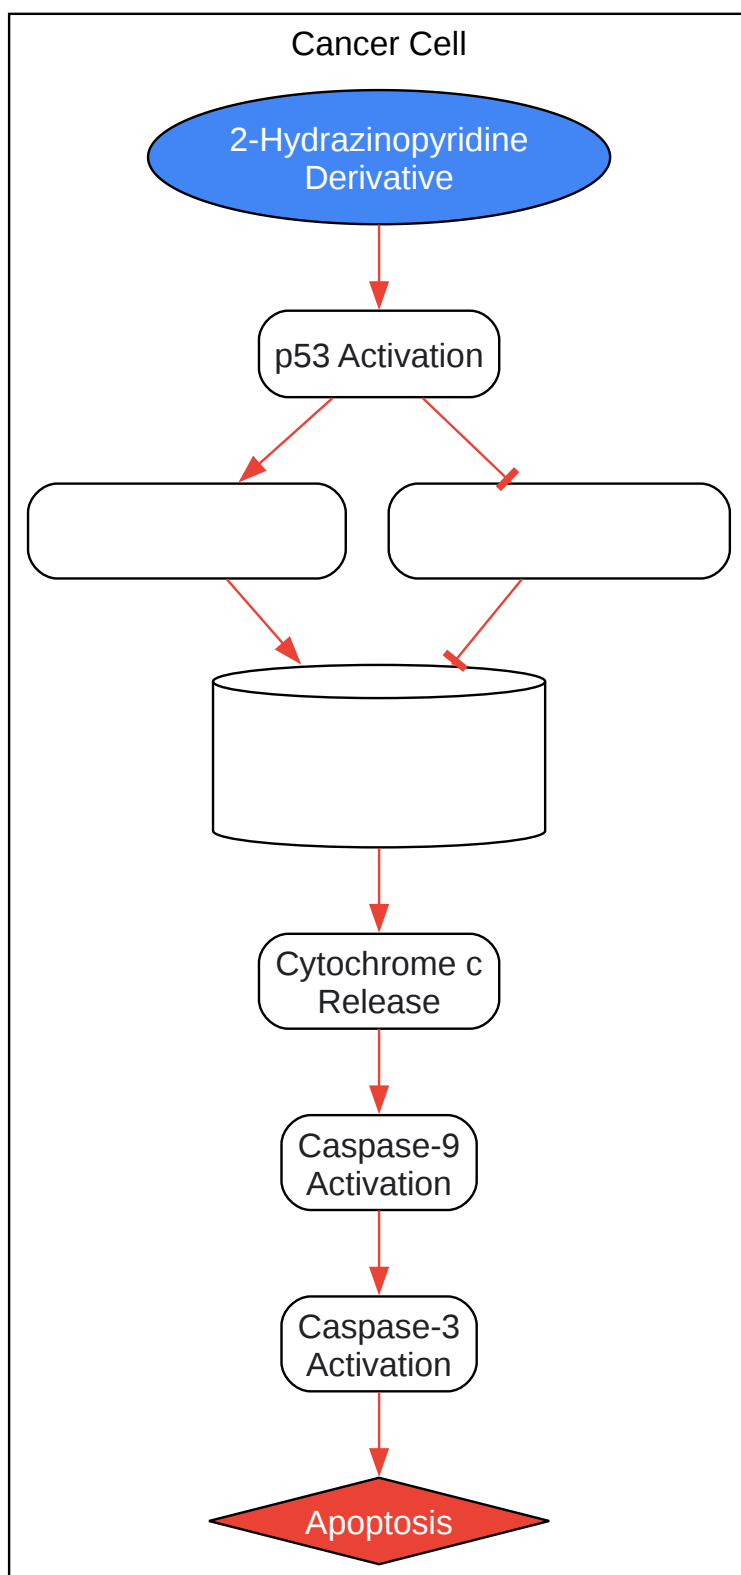 Cancer Cell
2-Hydrazinopyridine
Derivative
p53 Activation
Cytochrome c
Release
Caspase-9
Activation
Caspase-3
Activation
Apoptosis